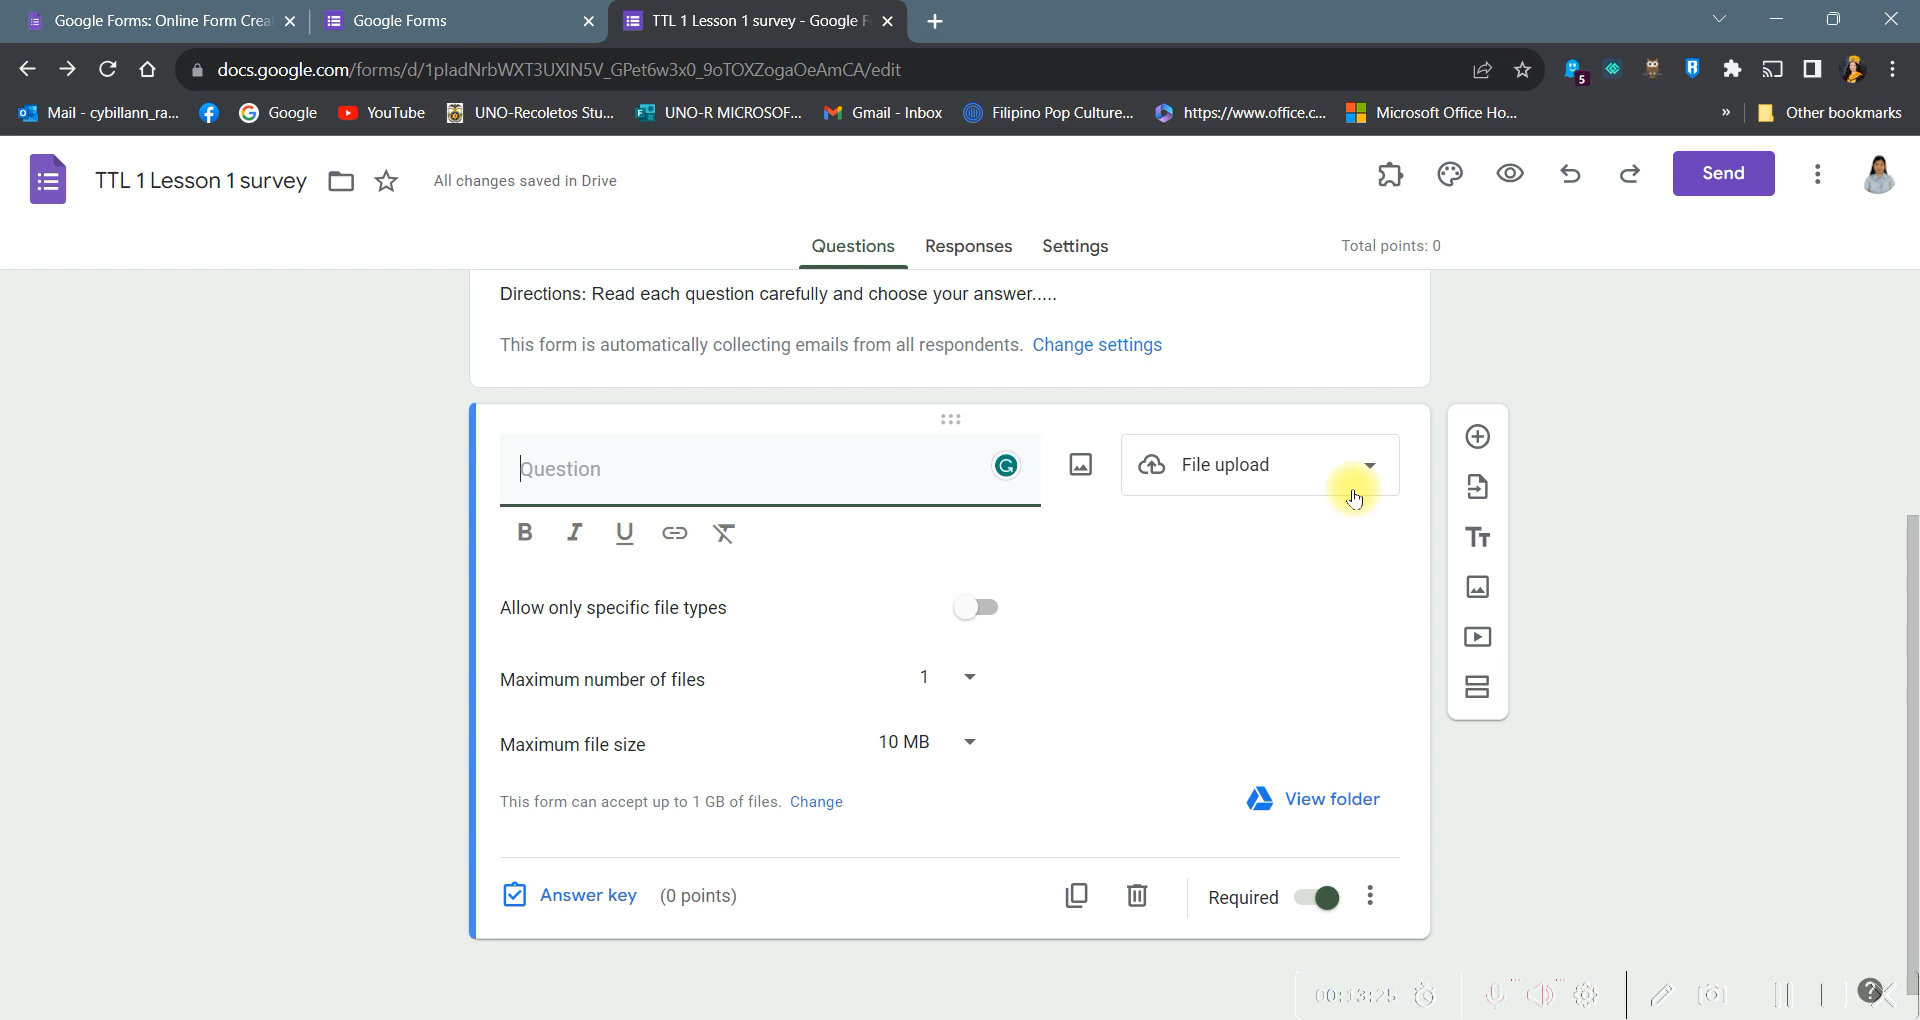 Google Forms: Online Form Crea
Google Forms
TTL 1 Lesson 1 survey - Google F
docs.google.com/forms/d/1pladNrbWXT3UXIN5V_GPet6w3x0_9oTOXZogaOeAmCA/edit
5
Mail - cybillann_ra...
Google
YouTube
UNO-Recoletos Stu...
UNO-R MICROSOF...
Gmail - Inbox
Filipino Pop Culture...
https://www.office.c...
Microsoft Office Ho...
»
Other bookmarks
TTL 1 Lesson 1 survey
All changes saved in Drive
Send
Questions
Responses
Settings
Total points: 0
Directions: Read each question carefully and choose your answer.....
This form is automatically collecting emails from all respondents. Change settings
Question
File upload
B I U
Tт
Allow only specific file types
Maximum number of files
1
Maximum file size
10 MB
This form can accept up to 1 GB of files. Change
View folder
Answer key
(0 points)
Required
00:13:25